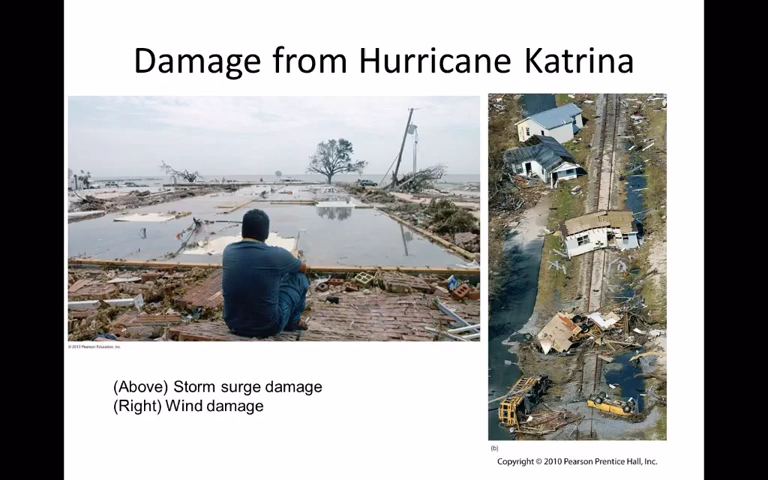 Damage from Hurricane Katrina
© 2010 Pearson Education, Inc.
(Above) Storm surge damage
(Right) Wind damage
(b)
Copyright © 2010 Pearson Prentice Hall, Inc.